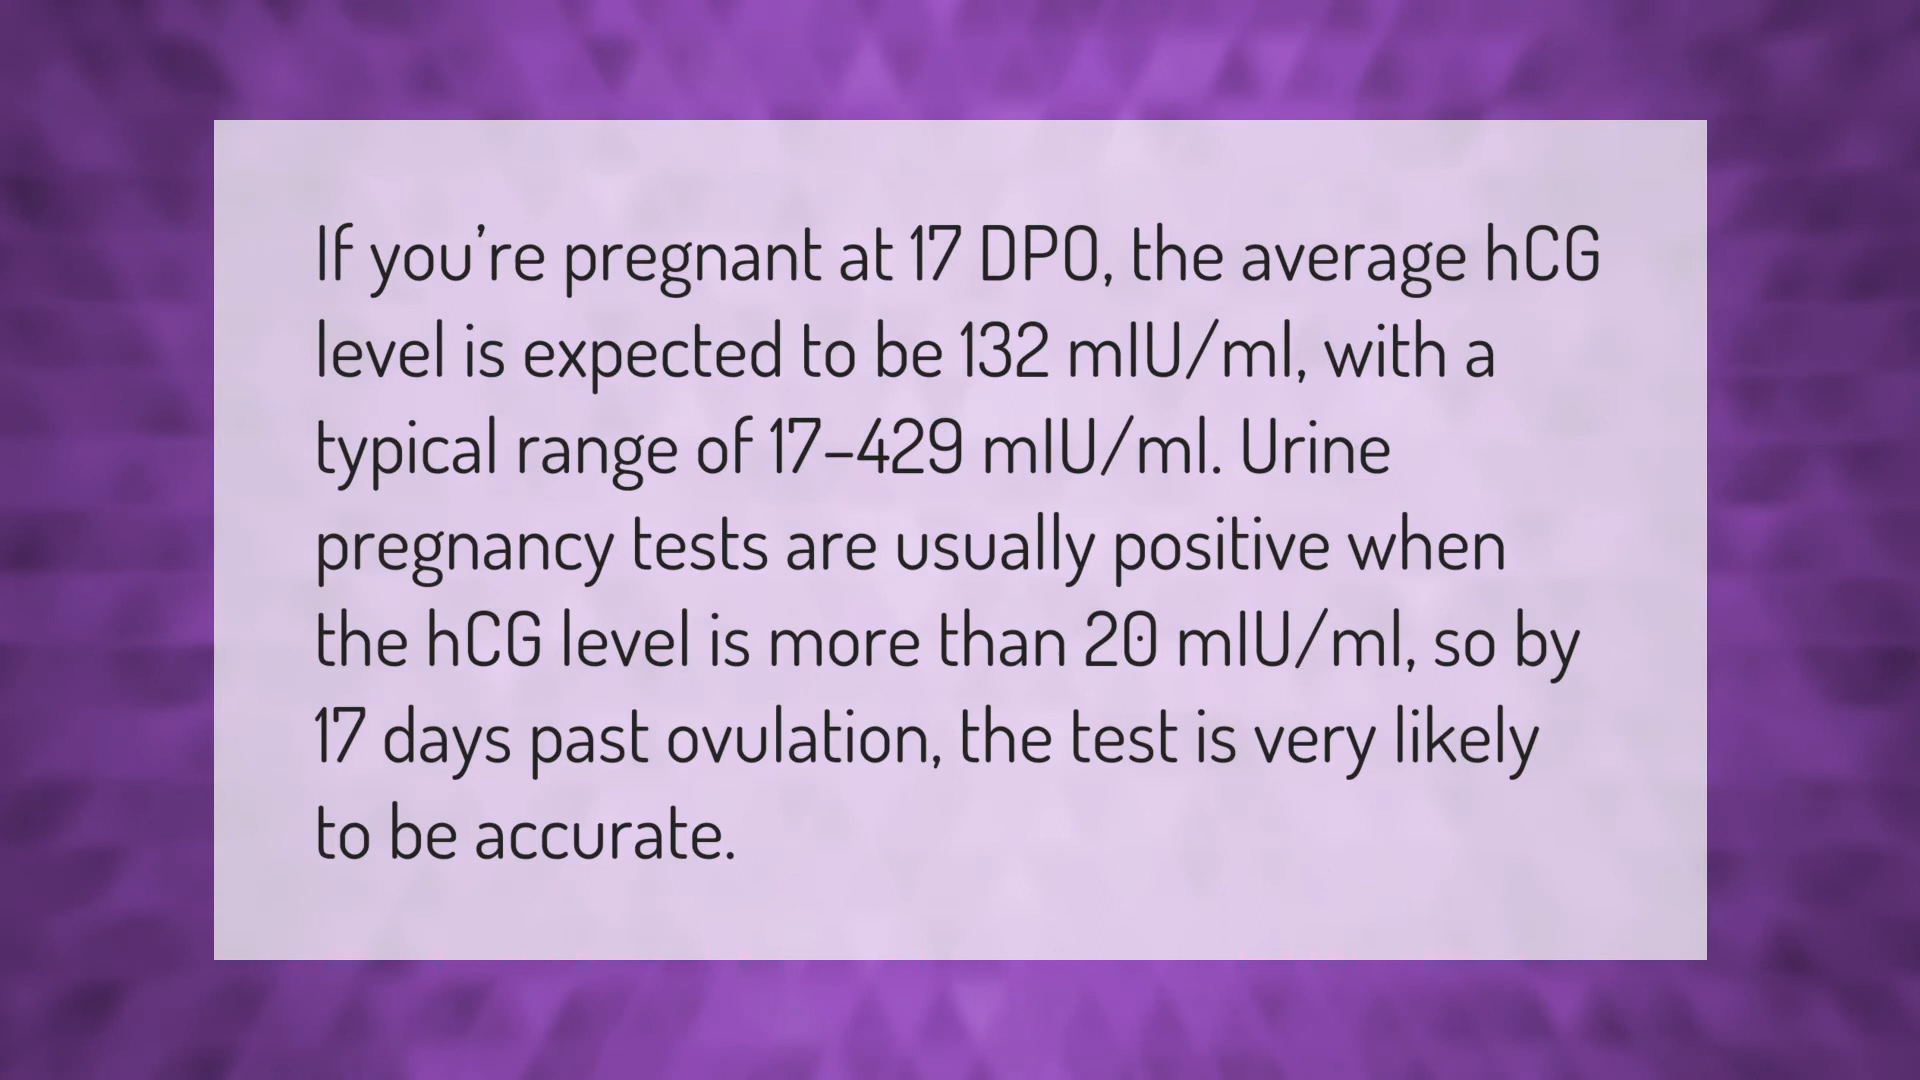 If you're pregnant at 17 DPO, the average hCG
level is expected to be 132 mIU/ml, with a
typical range of 17–429 mIU/ml. Urine
pregnancy tests are usually positive when
the hCG level is more than 20 mIU/ml, so by
17 days past ovulation, the test is very likely
to be accurate.